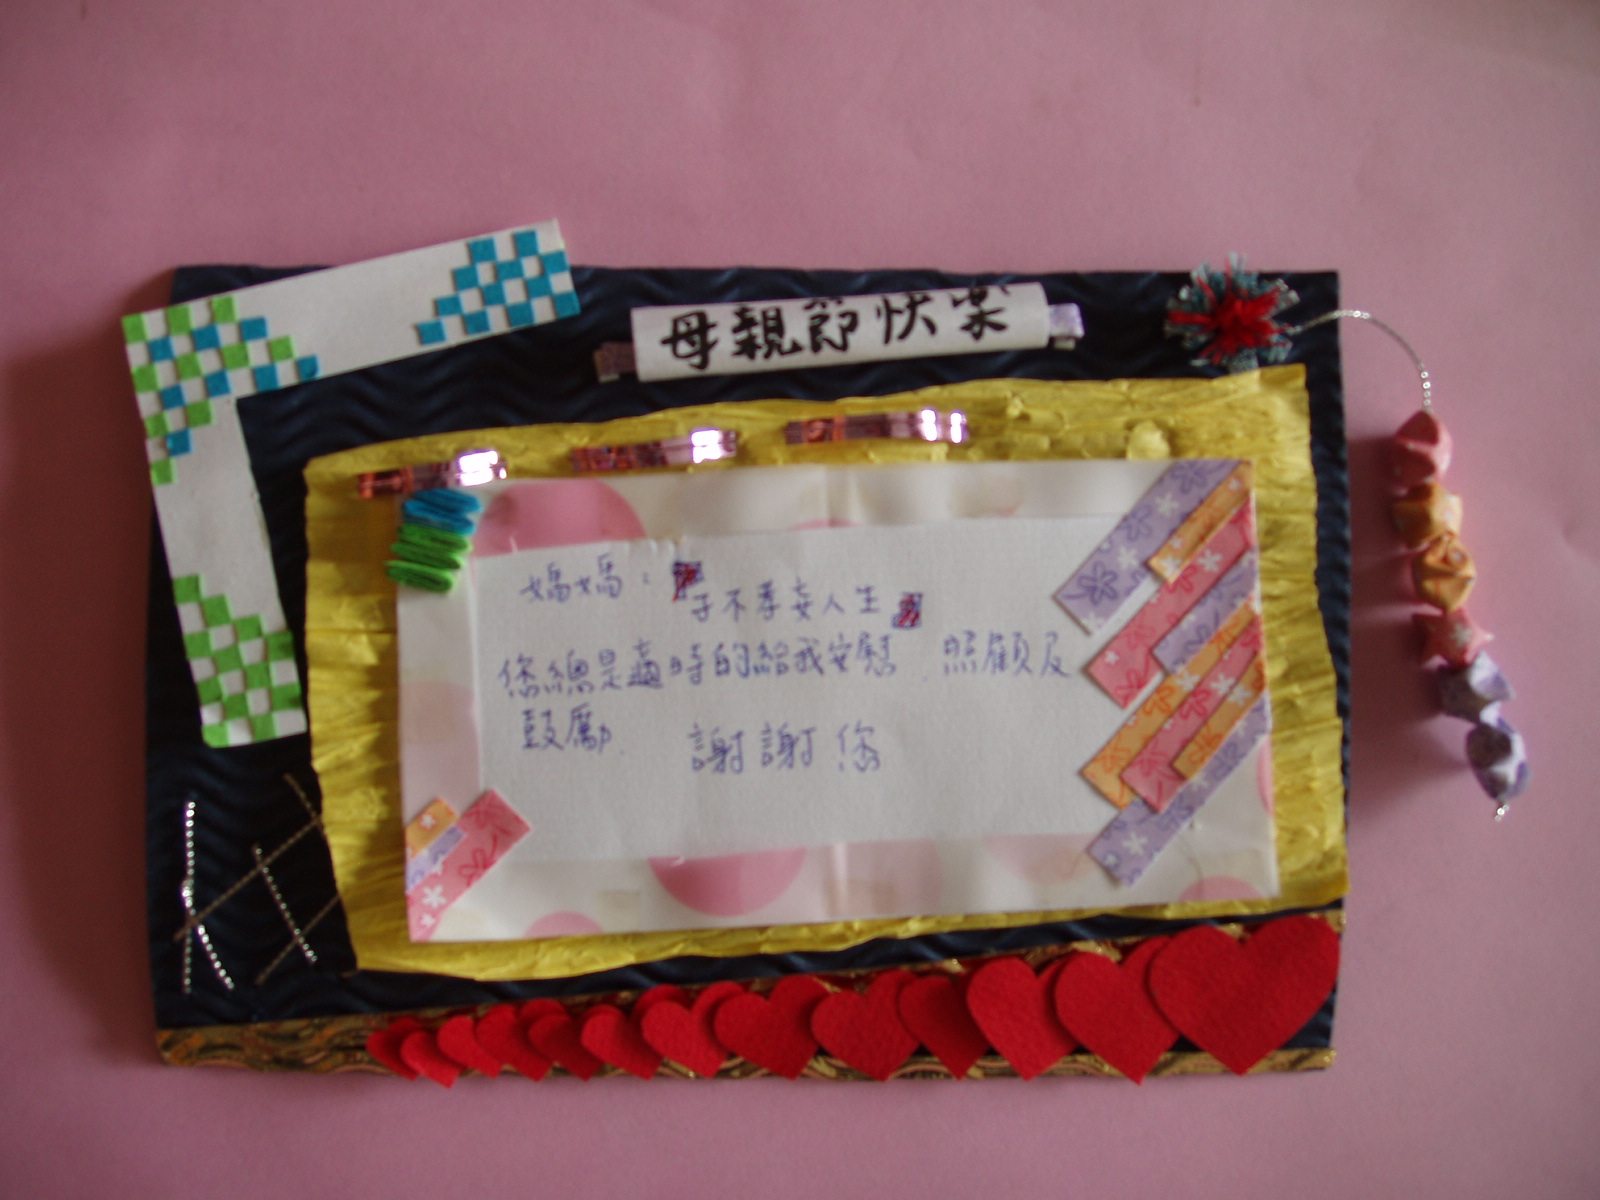 母親節快樂
媽媽：
子不孝妄人生
您總是適時的給我安慰 照顧及
鼓勵.
謝謝您